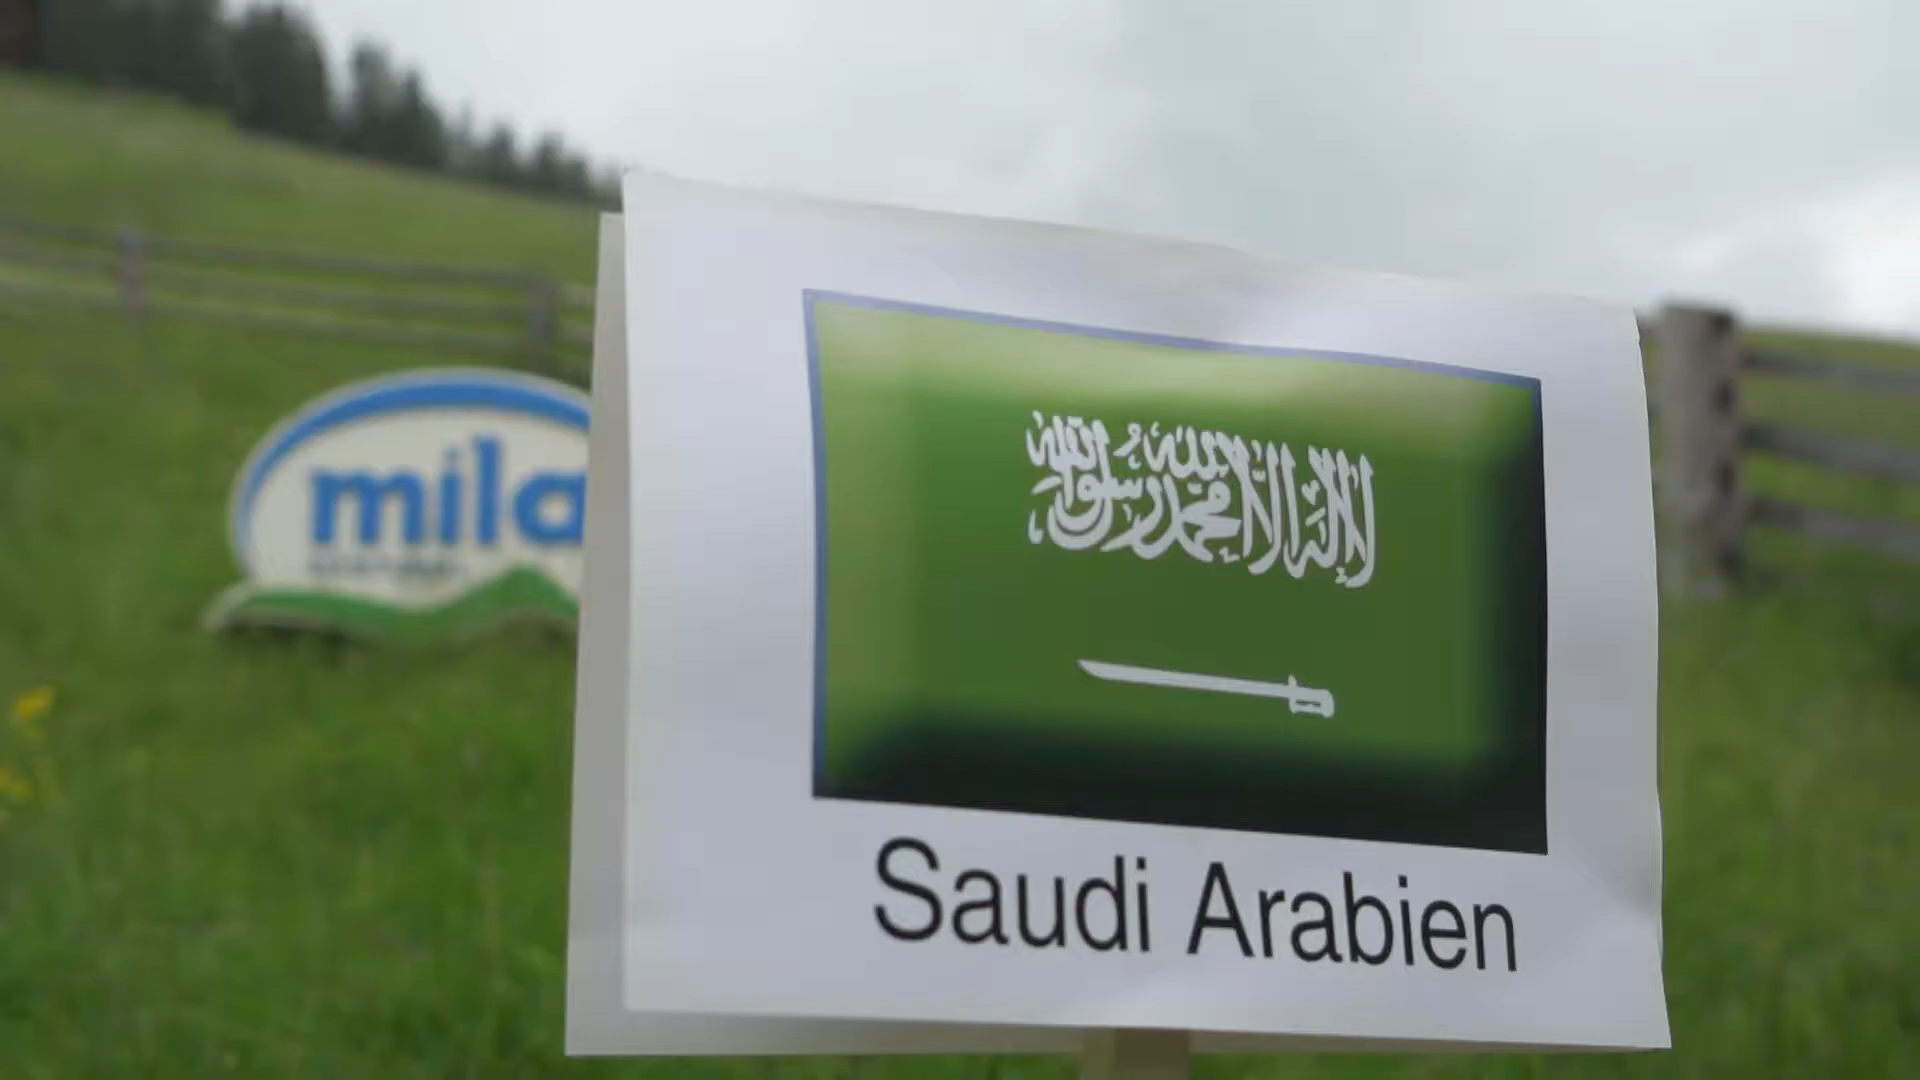 mila
لا إله إلا الله محمد رسول الله
Saudi Arabien